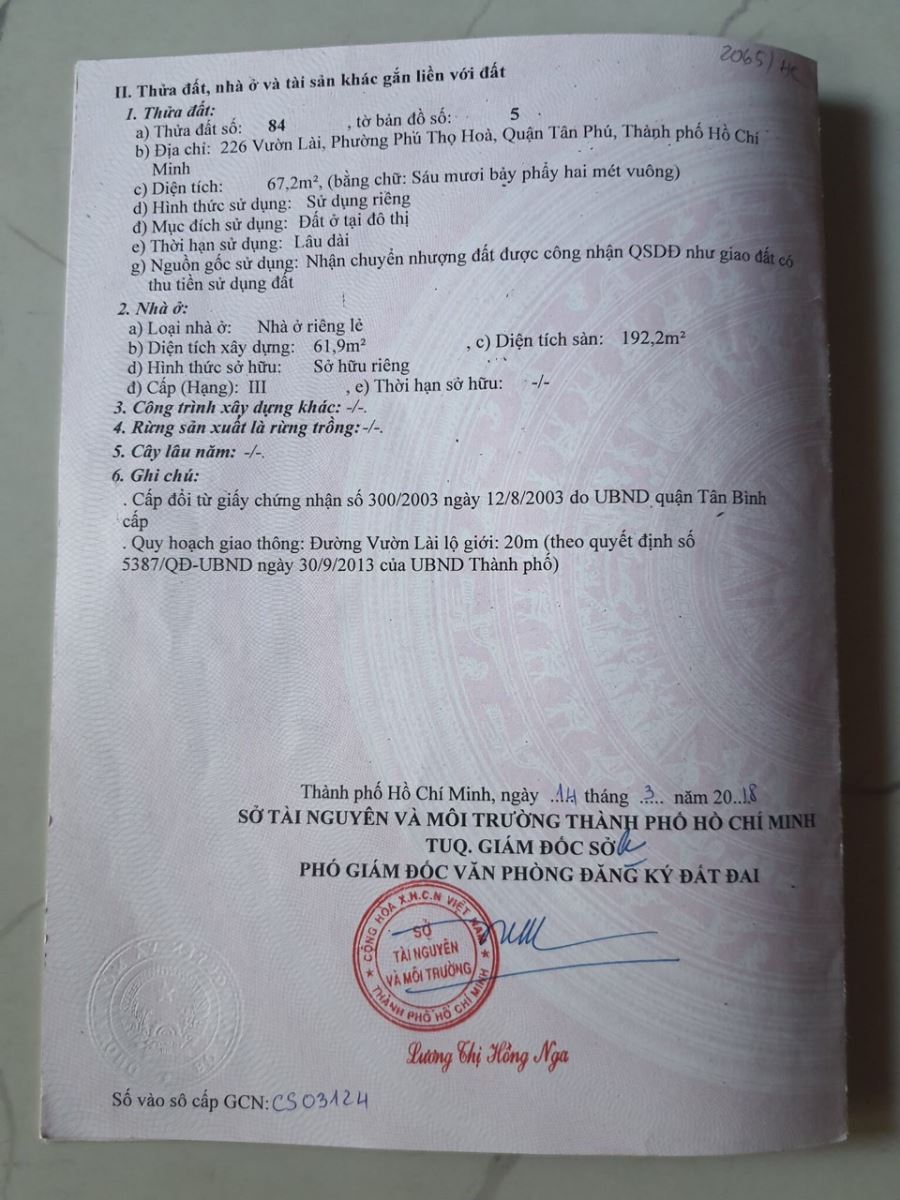 2065/HC
II. Thửa đất, nhà ở và tài sản khác gắn liền với đất
1. Thửa đất:
a) Thửa đất số: 84 , tờ bản đồ số: 5
b) Địa chỉ: 226 Vườn Lài, Phường Phú Thọ Hoà, Quận Tân Phú, Thành phố Hồ Chí
Minh
c) Diện tích: 67,2m², (bằng chữ: Sáu mươi bảy phẩy hai mét vuông)
d) Hình thức sử dụng: Sử dụng riêng
đ) Mục đích sử dụng: Đất ở tại đô thị
e) Thời hạn sử dụng: Lâu dài
g) Nguồn gốc sử dụng: Nhận chuyển nhượng đất được công nhận QSDĐ như giao đất có
thu tiền sử dụng đất
2. Nhà ở:
a) Loại nhà ở: Nhà ở riêng lẻ
b) Diện tích xây dựng: 61,9m² , c) Diện tích sàn: 192,2m²
d) Hình thức sở hữu: Sở hữu riêng
đ) Cấp (Hạng): III , e) Thời hạn sở hữu: -/-
3. Công trình xây dựng khác: -/-.
4. Rừng sản xuất là rừng trồng: -/-.
5. Cây lâu năm: -/-.
6. Ghi chú:
. Cấp đổi từ giấy chứng nhận số 300/2003 ngày 12/8/2003 do UBND quận Tân Bình
cấp
. Quy hoạch giao thông: Đường Vườn Lài lộ giới: 20m (theo quyết định số
5387/QĐ-UBND ngày 30/9/2013 của UBND Thành phố)
Thành phố Hồ Chí Minh, ngày ..14 tháng ..3... năm 20..18
SỞ TÀI NGUYÊN VÀ MÔI TRƯỜNG THÀNH PHỐ HỒ CHÍ MINH
TUQ. GIÁM ĐỐC SỞ
PHÓ GIÁM ĐỐC VĂN PHÒNG ĐĂNG KÝ ĐẤT ĐAI
CỘNG HÒA X.H.C.N VIỆT NAM
SỞ
TÀI NGUYÊN
VÀ MÔI TRƯỜNG
THÀNH PHỐ HỒ CHÍ MINH
Lương Thị Hồng Nga
Số vào sổ cấp GCN: CS03124